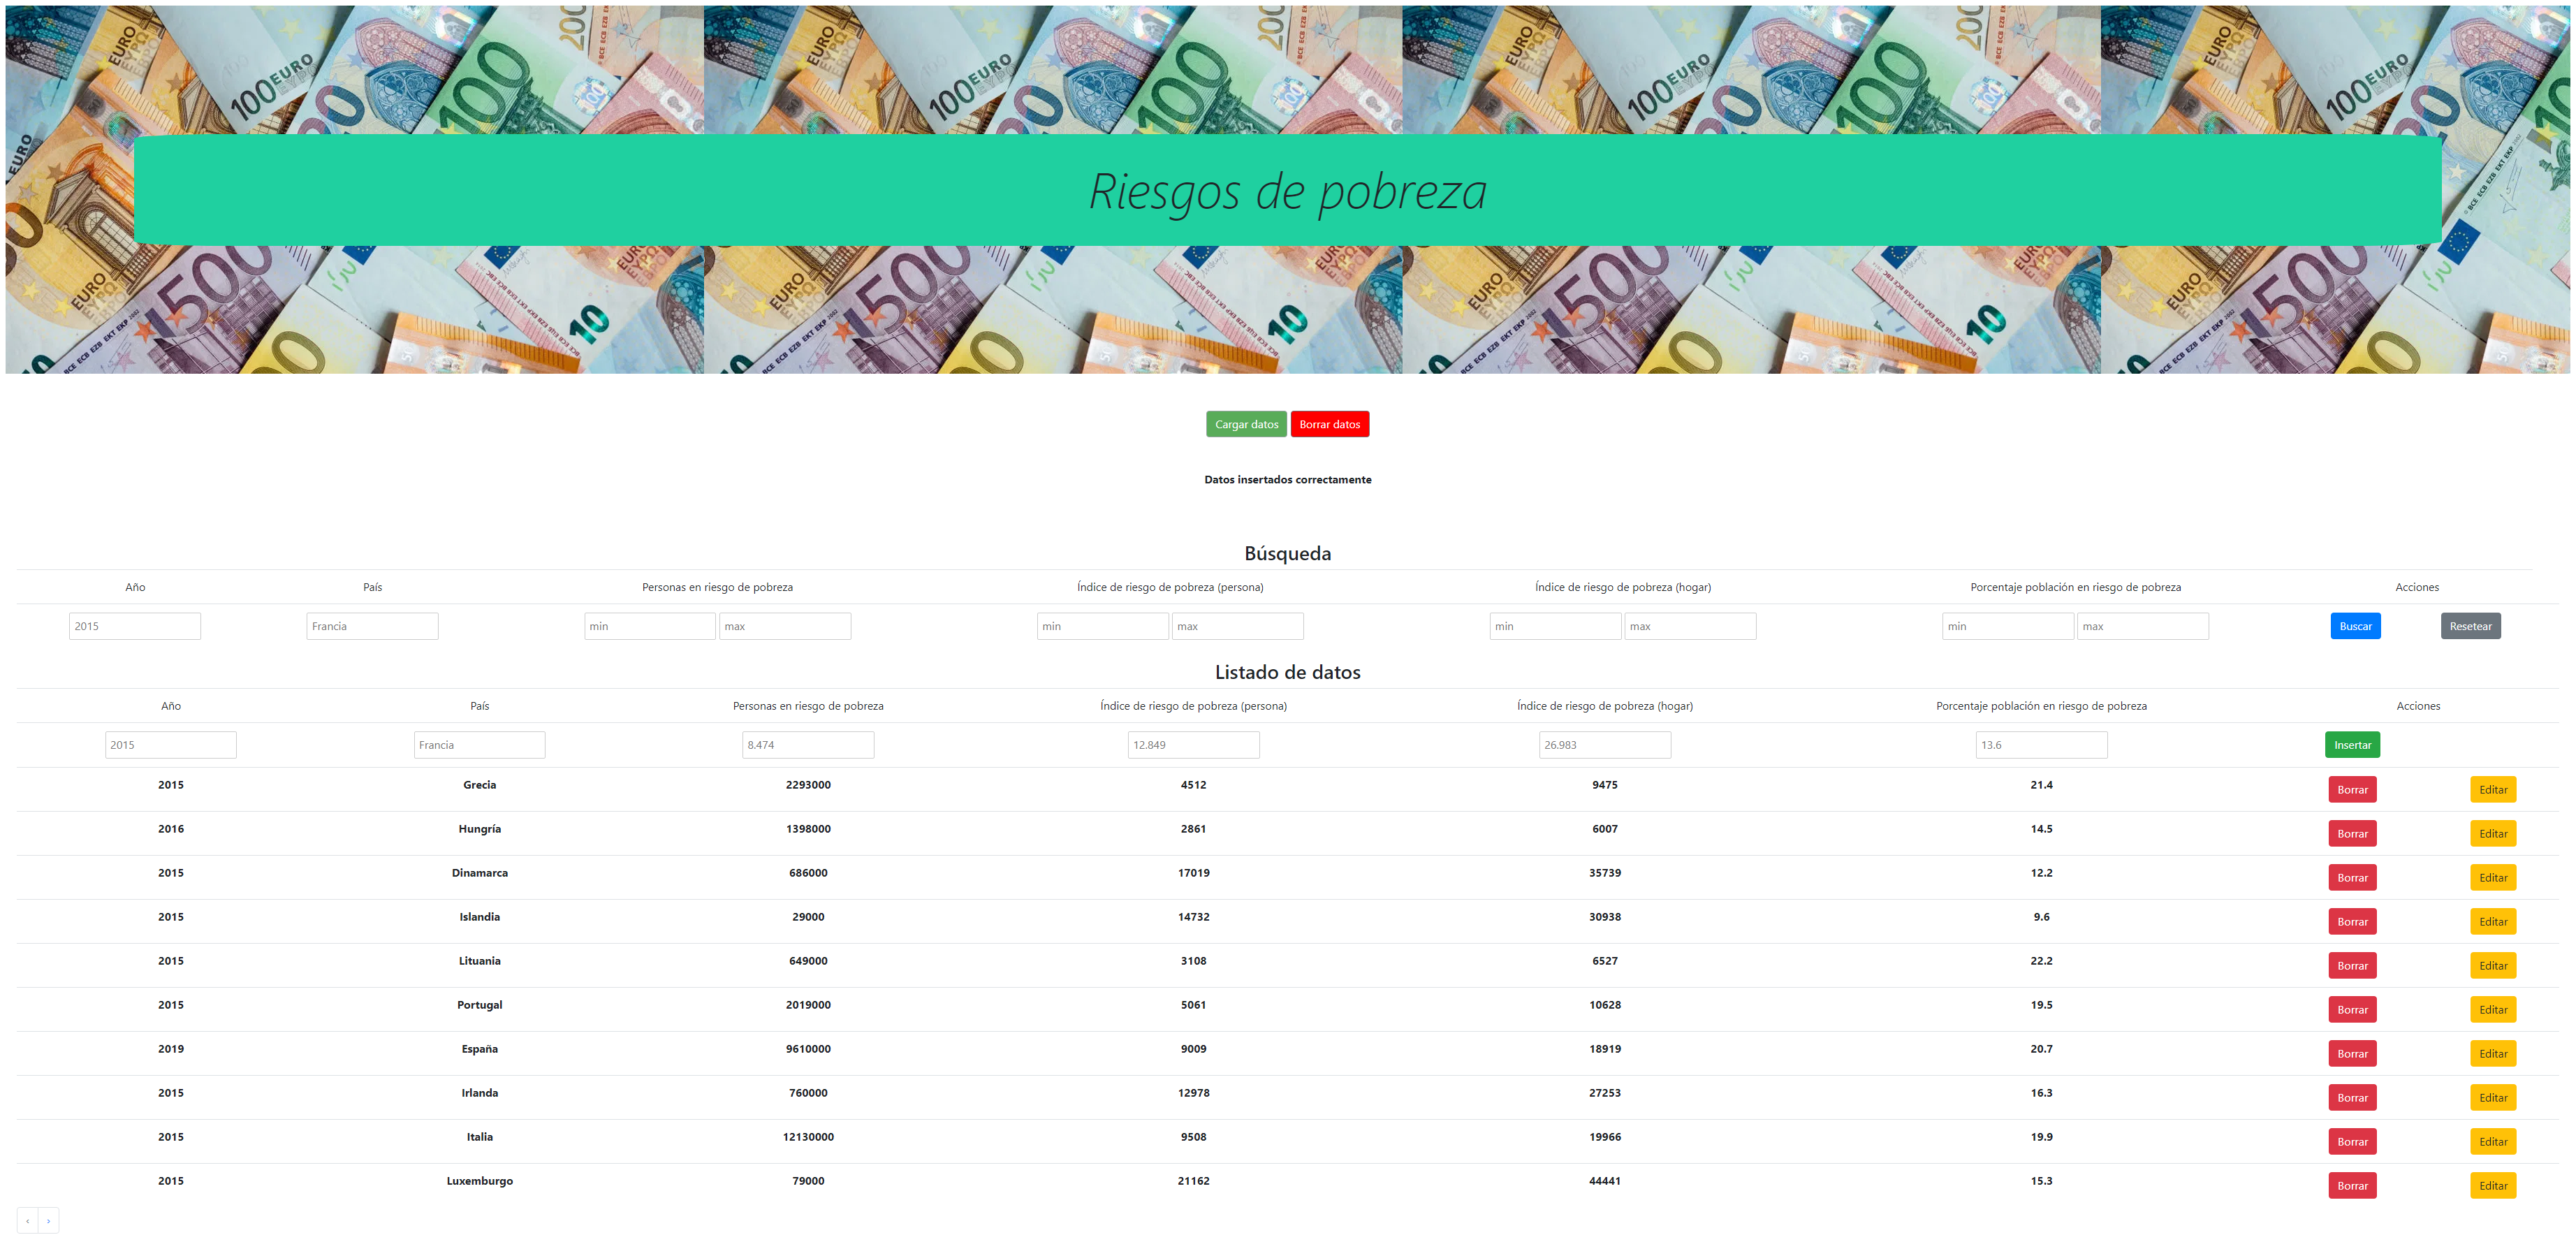 Riesgos de pobreza
Cargar datos Borrar datos
Datos insertados correctamente
Búsqueda
Año País Personas en riesgo de pobreza Índice de riesgo de pobreza (persona) Índice de riesgo de pobreza (hogar) Porcentaje población en riesgo de pobreza Acciones
2015 Francia min max min max min max min max Buscar Resetear
Listado de datos
Año País Personas en riesgo de pobreza Índice de riesgo de pobreza (persona) Índice de riesgo de pobreza (hogar) Porcentaje población en riesgo de pobreza Acciones
2015 Francia 8.474 12.849 26.983 13.6 Insertar
2015 Grecia 2293000 4512 9475 21.4 Borrar Editar
2016 Hungría 1398000 2861 6007 14.5 Borrar Editar
2015 Dinamarca 686000 17019 35739 12.2 Borrar Editar
2015 Islandia 29000 14732 30938 9.6 Borrar Editar
2015 Lituania 649000 3108 6527 22.2 Borrar Editar
2015 Portugal 2019000 5061 10628 19.5 Borrar Editar
2019 España 9610000 9009 18919 20.7 Borrar Editar
2015 Irlanda 760000 12978 27253 16.3 Borrar Editar
2015 Italia 12130000 9508 19966 19.9 Borrar Editar
2015 Luxemburgo 79000 21162 44441 15.3 Borrar Editar
‹ ›